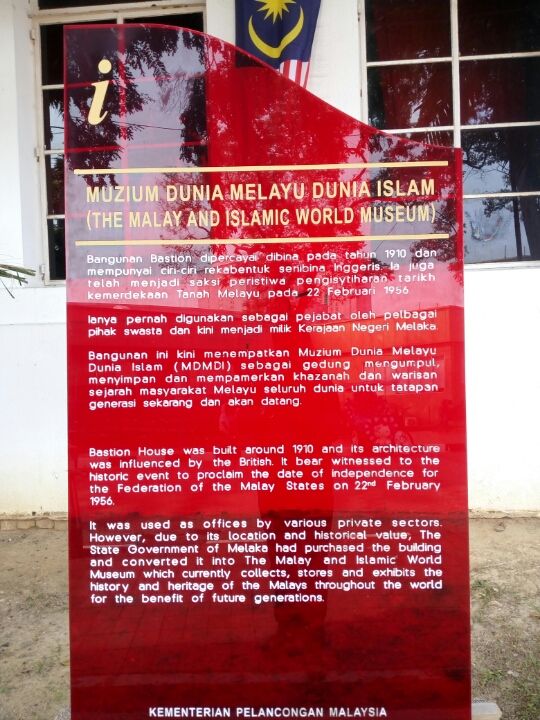 i
MUZIUM DUNIA MELAYU DUNIA ISLAM
(THE MALAY AND ISLAMIC WORLD MUSEUM)
Bangunan Bastion dipercayai dibina pada tahun 1910 dan
mempunyai ciri-ciri rekabentuk senibina Inggeris. Ia juga
telah menjadi saksi peristiwa pengisytiharan tarikh
kemerdekaan Tanah Melayu pada 22 Februari 1956
Ianya pernah digunakan sebagai pejabat oleh pelbagai
pihak swasta dan kini menjadi milik Kerajaan Negeri Melaka.
Bangunan ini kini menempatkan Muzium Dunia Melayu
Dunia Islam (MDMDI) sebagai gedung mengumpul,
menyimpan dan mempamerkan khazanah dan warisan
sejarah masyarakat Melayu seluruh dunia untuk tatapan
generasi sekarang dan akan datang.
Bastion House was built around 1910 and its architecture
was influenced by the British. It bear witnessed to the
historic event to proclaim the date of independence for
the Federation of the Malay States on 22nd February
1956.
It was used as offices by various private sectors.
However, due to its location and historical value, The
State Government of Melaka had purchased the building
and converted it into The Malay and Islamic World
Museum which currently collects, stores and exhibits the
history and heritage of the Malays throughout the world
for the benefit of future generations.
KEMENTERIAN PELANCONGAN MALAYSIA